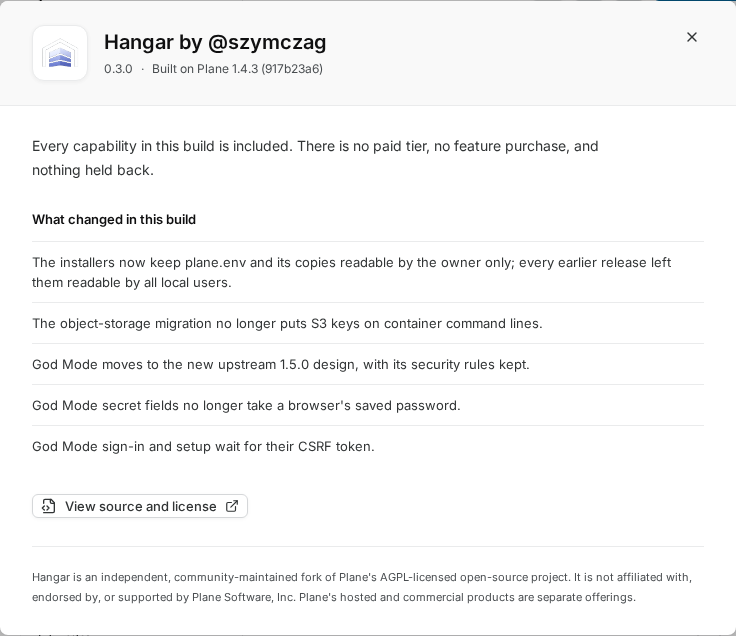 Hangar by @szymczag
0.3.0 · Built on Plane 1.4.3 (917b23a6)
Every capability in this build is included. There is no paid tier, no feature purchase, and
nothing held back.
What changed in this build
The installers now keep plane.env and its copies readable by the owner only; every earlier release left
them readable by all local users.
The object-storage migration no longer puts S3 keys on container command lines.
God Mode moves to the new upstream 1.5.0 design, with its security rules kept.
God Mode secret fields no longer take a browser's saved password.
God Mode sign-in and setup wait for their CSRF token.
View source and license
Hangar is an independent, community-maintained fork of Plane's AGPL-licensed open-source project. It is not affiliated with,
endorsed by, or supported by Plane Software, Inc. Plane's hosted and commercial products are separate offerings.